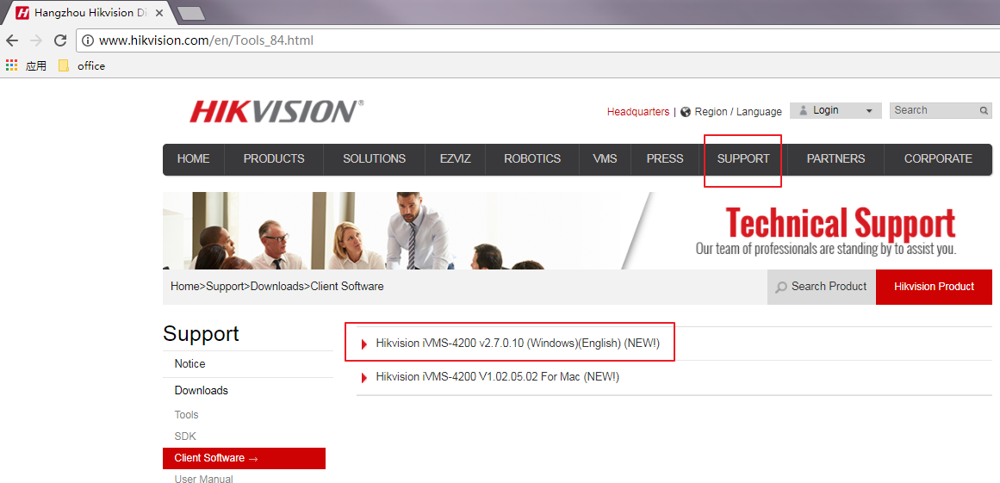 Hangzhou Hikvision Di
www.hikvision.com/en/Tools_84.html
应用 office
HIKVISION®
Headquarters | Region / Language Login Search
HOME PRODUCTS SOLUTIONS EZVIZ ROBOTICS VMS PRESS SUPPORT PARTNERS CORPORATE
Technical Support
Our team of professionals are standing by to assist you.
Home>Support>Downloads>Client Software Search Product Hikvision Product
Support
Hikvision iVMS-4200 v2.7.0.10 (Windows)(English) (NEW!)
Notice
Hikvision iVMS-4200 V1.02.05.02 For Mac (NEW!)
Downloads
Tools
SDK
Client Software →
User Manual